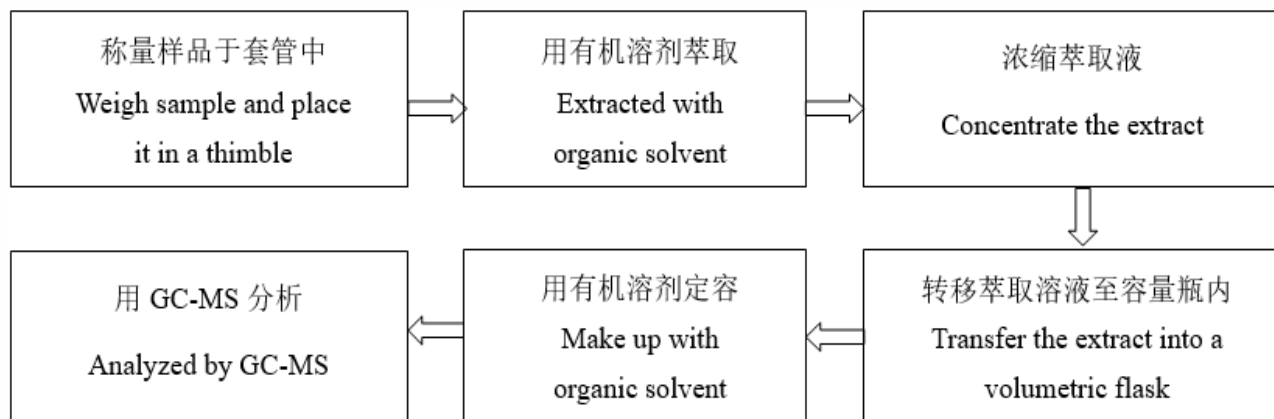 称量样品于套管中
Weigh sample and place
it in a thimble
用有机溶剂萃取
Extracted with
organic solvent
浓缩萃取液
Concentrate the extract
转移萃取溶液至容量瓶内
Transfer the extract into a
volumetric flask
用有机溶剂定容
Make up with
organic solvent
用 GC-MS 分析
Analyzed by GC-MS